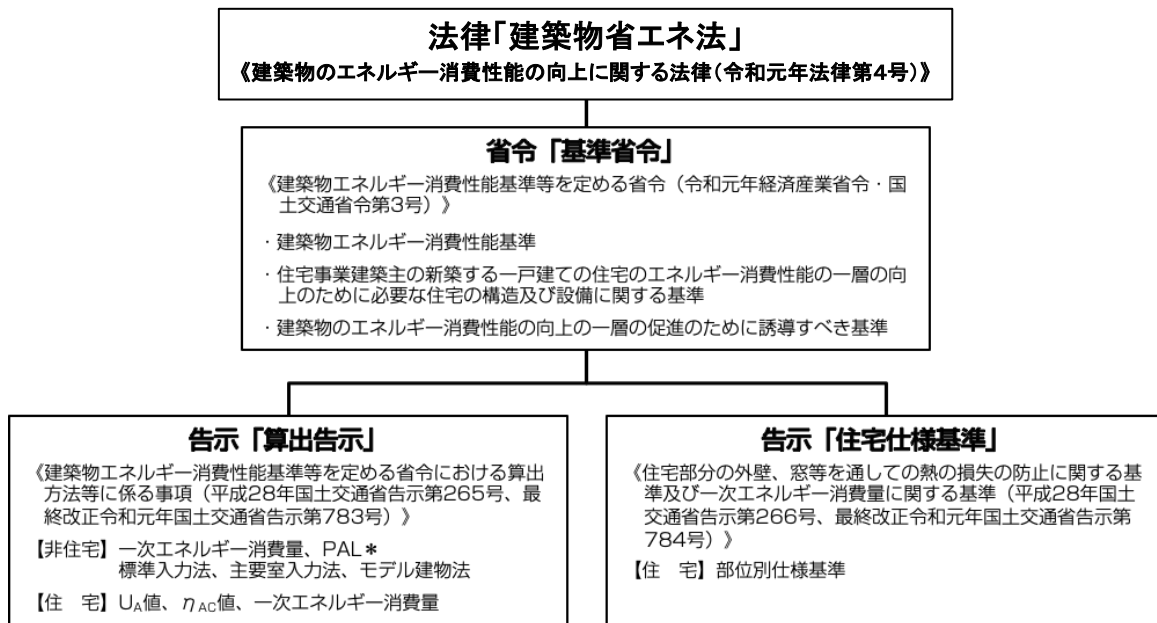 法律「建築物省エネ法」
《建築物のエネルギー消費性能の向上に関する法律(令和元年法律第4号)》
省令「基準省令」
《建築物エネルギー消費性能基準等を定める省令（令和元年経済産業省令・国
土交通省令第3号）》
・建築物エネルギー消費性能基準
・住宅事業建築主の新築する一戸建ての住宅のエネルギー消費性能の一層の向
上のために必要な住宅の構造及び設備に関する基準
・建築物のエネルギー消費性能の向上の一層の促進のために誘導すべき基準
告示「算出告示」
《建築物エネルギー消費性能基準等を定める省令における算出
方法等に係る事項（平成28年国土交通省告示第265号、最
終改正令和元年国土交通省告示第783号）》
【非住宅】一次エネルギー消費量、PAL＊
標準入力法、主要室入力法、モデル建物法
【住　宅】UA値、ηAC値、一次エネルギー消費量
告示「住宅仕様基準」
《住宅部分の外壁、窓等を通しての熱の損失の防止に関する基
準及び一次エネルギー消費量に関する基準（平成28年国土
交通省告示第266号、最終改正令和元年国土交通省告示第
784号）》
【住　宅】部位別仕様基準